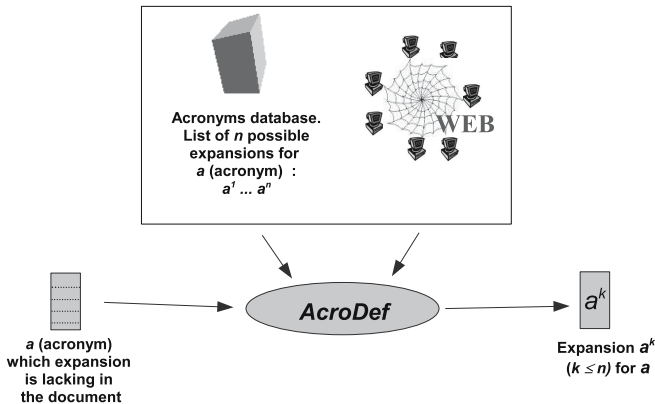 Acronyms database.
List of n possible
expansions for
a (acronym) :
a¹ ... aⁿ
WEB
AcroDef
a (acronym)
which expansion
is lacking in
the document
aᵏ
Expansion aᵏ
(k ≤ n) for a